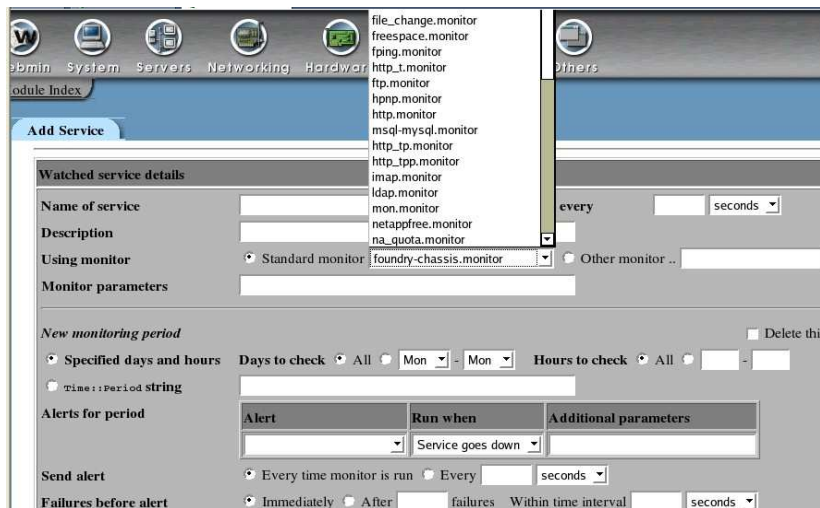 file_change.monitor
freespace.monitor
fping.monitor
http_t.monitor
ftp.monitor
hpnp.monitor
http.monitor
msql-mysql.monitor
http_tp.monitor
http_tpp.monitor
imap.monitor
ldap.monitor
mon.monitor
netappfree.monitor
na_quota.monitor
ebmin System Servers Networking Hardwar Others
odule Index
Add Service
Watched service details
Name of service every seconds
Description
Using monitor Standard monitor foundry-chassis.monitor Other monitor ..
Monitor parameters
New monitoring period Delete thi
Specified days and hours Days to check All Mon - Mon Hours to check All -
Time::Period string
Alerts for period Alert Run when Additional parameters
Service goes down
Send alert Every time monitor is run Every seconds
Failures before alert Immediately After failures Within time interval seconds